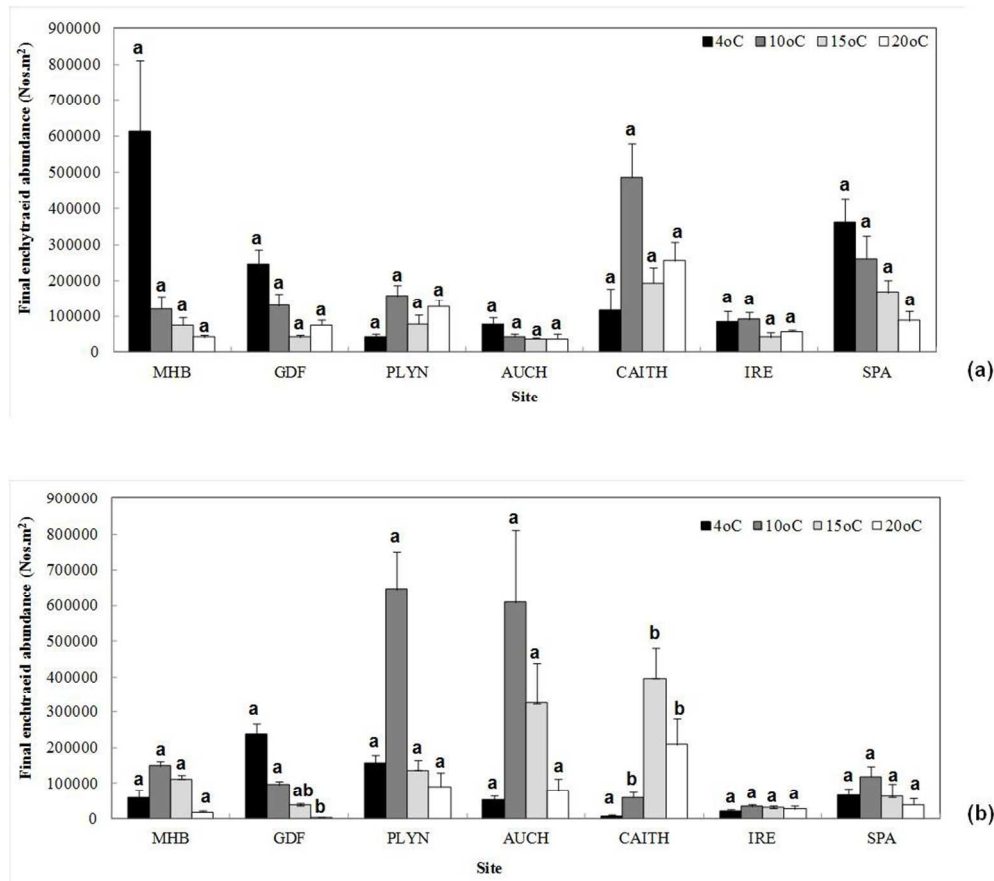 900000
800000
700000
600000
500000
400000
300000
200000
100000
0
Final enchytraeid abundance (Nos.m²)
4oC 10oC 15oC 20oC
a a a a
a a a a
a a a a
a a a a
a a a a
a a a a
a a a a
MHB GDF PLYN AUCH CAITH IRE SPA
Site
(a)
900000
800000
700000
600000
500000
400000
300000
200000
100000
0
Final enchtraeid abundance (Nos.m²)
4oC 10oC 15oC 20oC
a a a a
a a ab b
a a a a
a a a a
a b b b
a a a a
a a a a
MHB GDF PLYN AUCH CAITH IRE SPA
Site
(b)